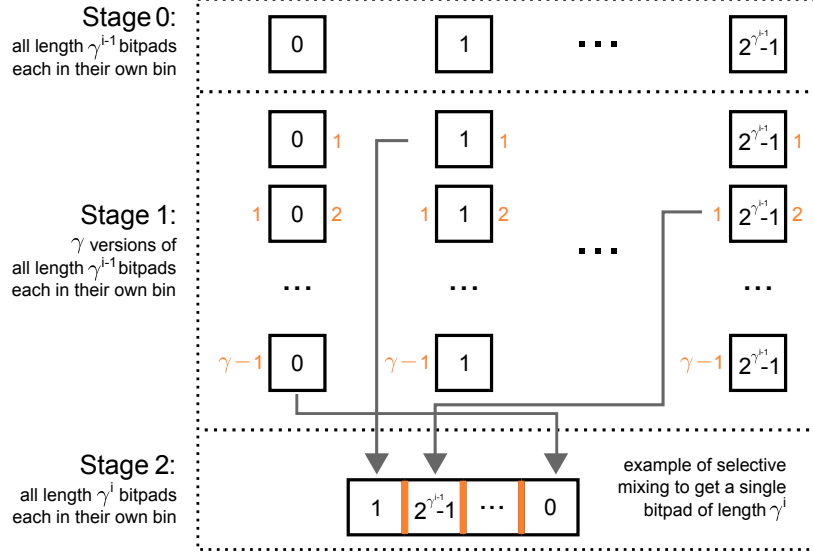 Stage 0:
all length γ^{i-1} bitpads
each in their own bin
0
1
...
2^{γ^{i-1}}-1
Stage 1:
γ versions of
all length γ^{i-1} bitpads
each in their own bin
0 1
1 1
2^{γ^{i-1}}-1 1
1 0 2
1 1 2
1 2^{γ^{i-1}}-1 2
...
...
...
...
γ−1 0
γ−1 1
γ−1 2^{γ^{i-1}}-1
Stage 2:
all length γ^i bitpads
each in their own bin
1 2^{γ^{i-1}}-1 ... 0
example of selective
mixing to get a single
bitpad of length γ^i